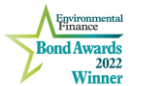 Environmental
Finance
Bond Awards
2022
Winner